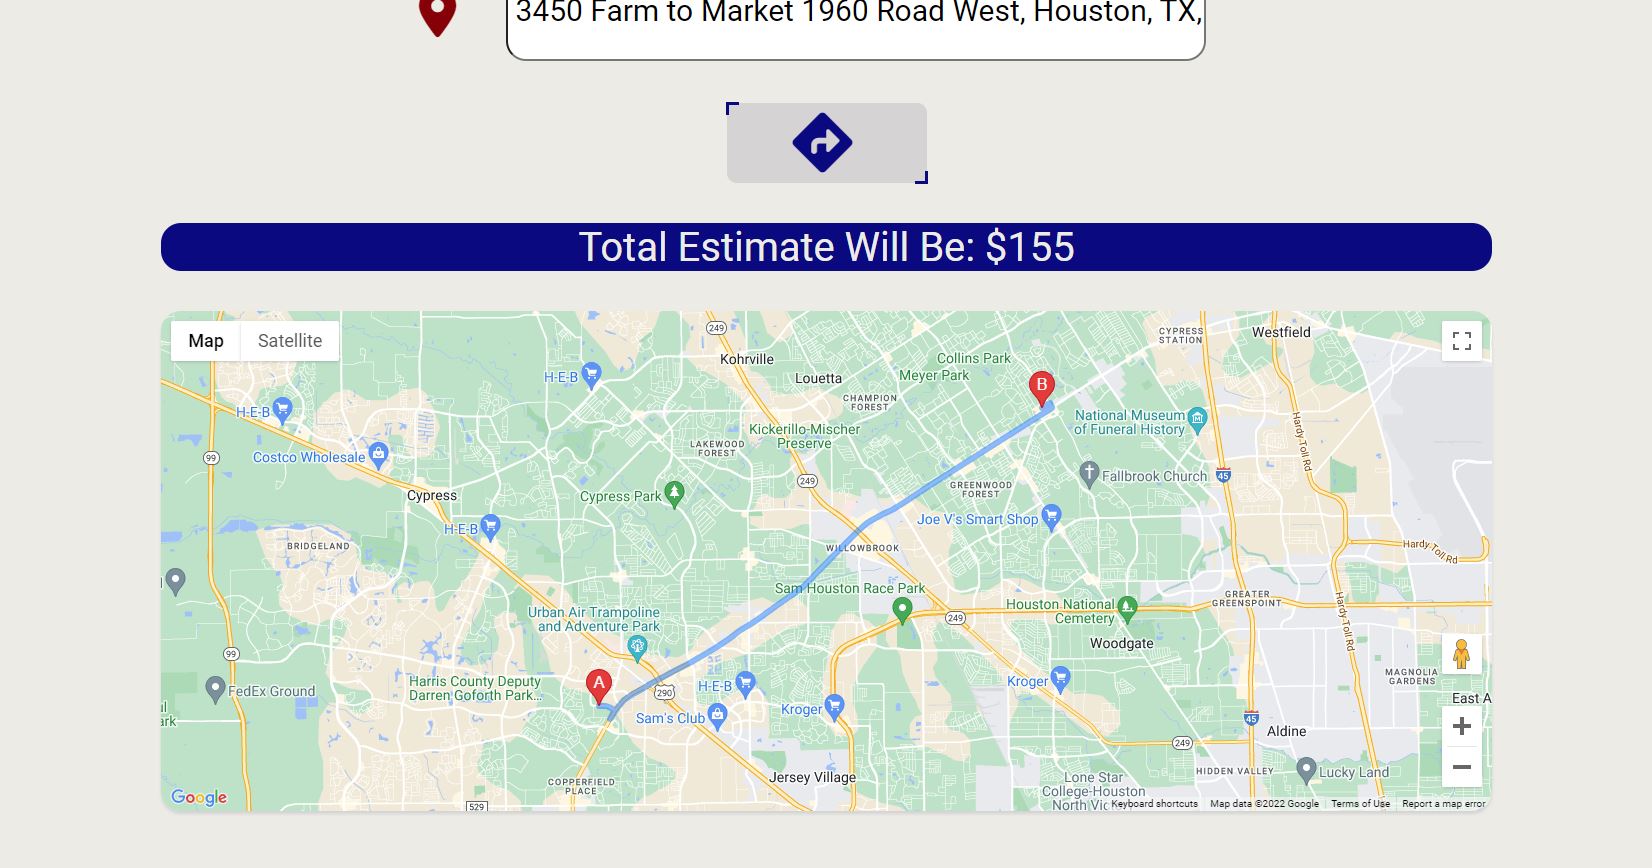 3450 Farm to Market 1960 Road West, Houston, TX,
Total Estimate Will Be: $155
Map
Satellite
249
Kohrville
Louetta
Collins Park
Meyer Park
CYPRESS
STATION
Westfield
H-E-B
B
CHAMPION
FOREST
H-E-B
National Museum
of Funeral History
Kickerillo-Mischer
Preserve
LAKEWOOD
FOREST
Hardy Toll Rd
Costco Wholesale
99
249
Fallbrook Church
45
Cypress
Cypress Park
GREENWOOD
FOREST
H-E-B
Joe V's Smart Shop
BRIDGELAND
WILLOWBROOK
Hardy Toll Rd
Sam Houston Race Park
Urban Air Trampoline
and Adventure Park
249
Houston National
Cemetery
GREATER
GREENSPOINT
Hardy Toll Rd
Woodgate
99
A
Harris County Deputy
Darren Goforth Park...
290
H-E-B
Kroger
MAGNOLIA
GARDENS
FedEx Ground
East A
ark
Sam's Club
Kroger
45
Aldine
249
Jersey Village
HIDDEN VALLEY
Lucky Land
COPPERFIELD
PLACE
Lone Star
College-Houston
North Vic
529
Google
Keyboard shortcuts
Map data ©2022 Google
Terms of Use
Report a map error